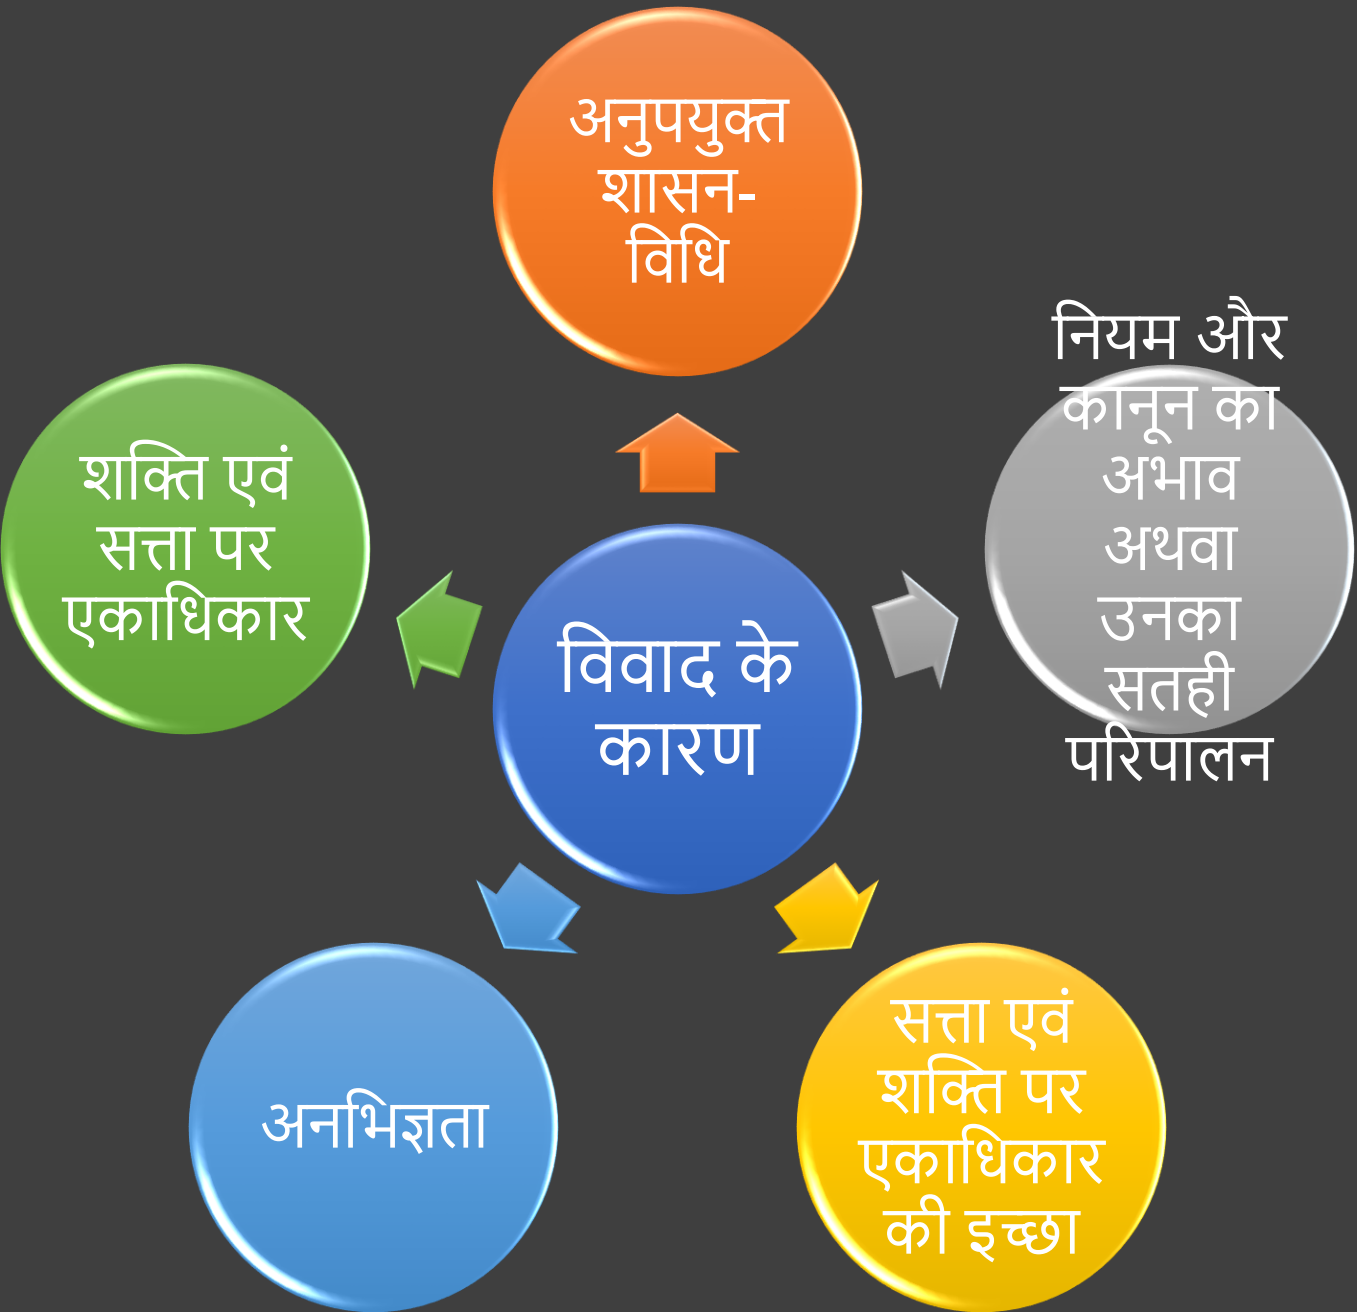 अनुपयुक्त
शासन-
विधि
नियम और
कानून का
अभाव
अथवा
उनका
सतही
परिपालन
शक्ति एवं
सत्ता पर
एकाधिकार
विवाद के
कारण
सत्ता एवं
शक्ति पर
एकाधिकार
की इच्छा
अनभिज्ञता